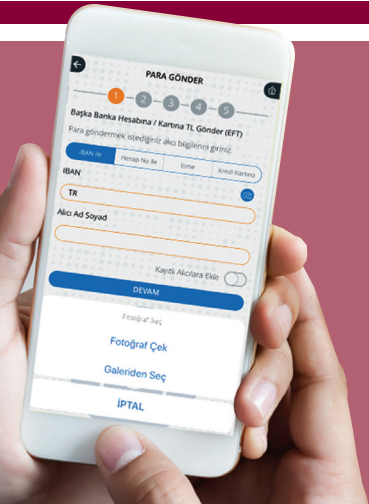 PARA GÖNDER
1 2 3 4 5
Başka Banka Hesabına / Kartına TL Gönder (EFT)
Para göndermek istediğiniz alıcı bilgilerini giriniz.
IBAN ile Hesap No ile İsme Kredi Kartına
IBAN
TR
Alıcı Ad Soyad
Kayıtlı Alıcılara Ekle
DEVAM
Fotoğraf Seç
Fotoğraf Çek
Galeriden Seç
İPTAL